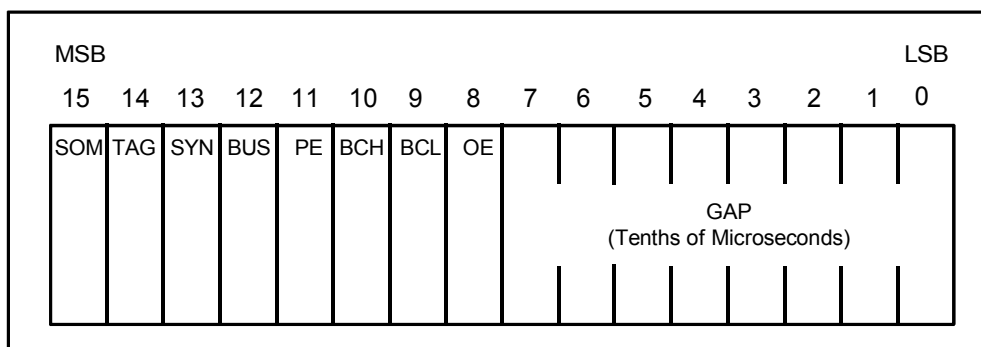 MSB LSB
15 14 13 12 11 10 9 8 7 6 5 4 3 2 1 0
SOM TAG SYN BUS PE BCH BCL OE
GAP
(Tenths of Microseconds)